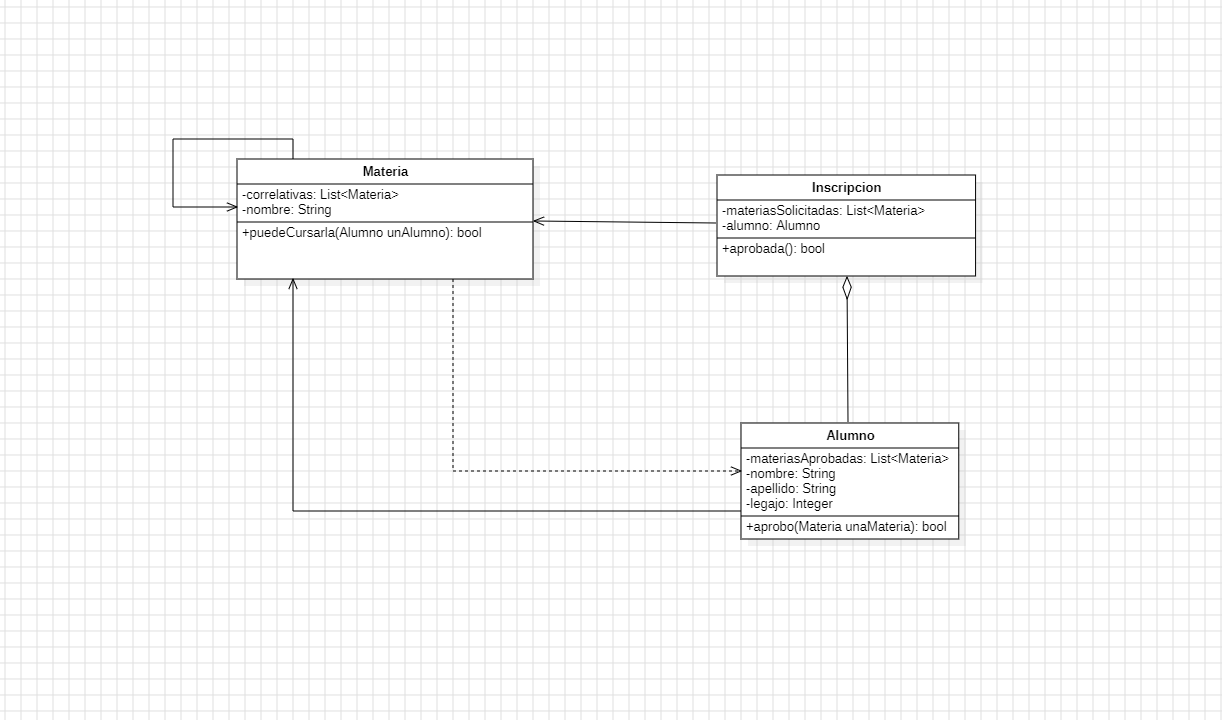 Materia
-correlativas: List<Materia>
-nombre: String
+puedeCursarla(Alumno unAlumno): bool
Inscripcion
-materiasSolicitadas: List<Materia>
-alumno: Alumno
+aprobada(): bool
Alumno
-materiasAprobadas: List<Materia>
-nombre: String
-apellido: String
-legajo: Integer
+aprobo(Materia unaMateria): bool